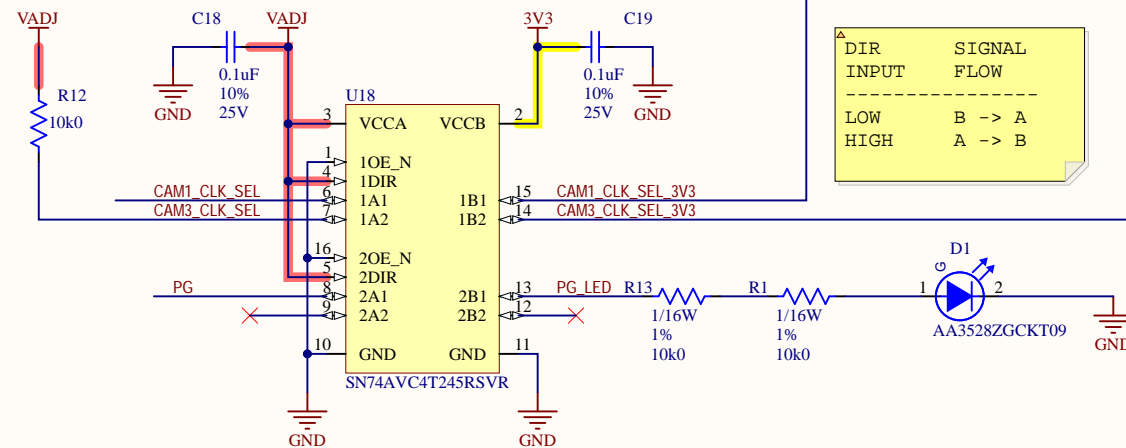 VADJ
C18
VADJ
3V3
C19
0.1uF
10%
25V
GND
0.1uF
10%
25V
GND
R12
10k0
DIR SIGNAL
INPUT FLOW
----------------
LOW B -> A
HIGH A -> B
U18
3 VCCA VCCB 2
1 1OE_N
4 1DIR
CAM1_CLK_SEL 6 1A1 1B1 15 CAM1_CLK_SEL_3V3
CAM3_CLK_SEL 7 1A2 1B2 14 CAM3_CLK_SEL_3V3
16 2OE_N
5 2DIR
PG 8 2A1 2B1 13 PG_LED
9 2A2 2B2 12
10 GND GND 11
SN74AVC4T245RSVR
GND
GND
R13
1/16W
1%
10k0
R1
1/16W
1%
10k0
D1
G
1 2
AA3528ZGCKT09
GND